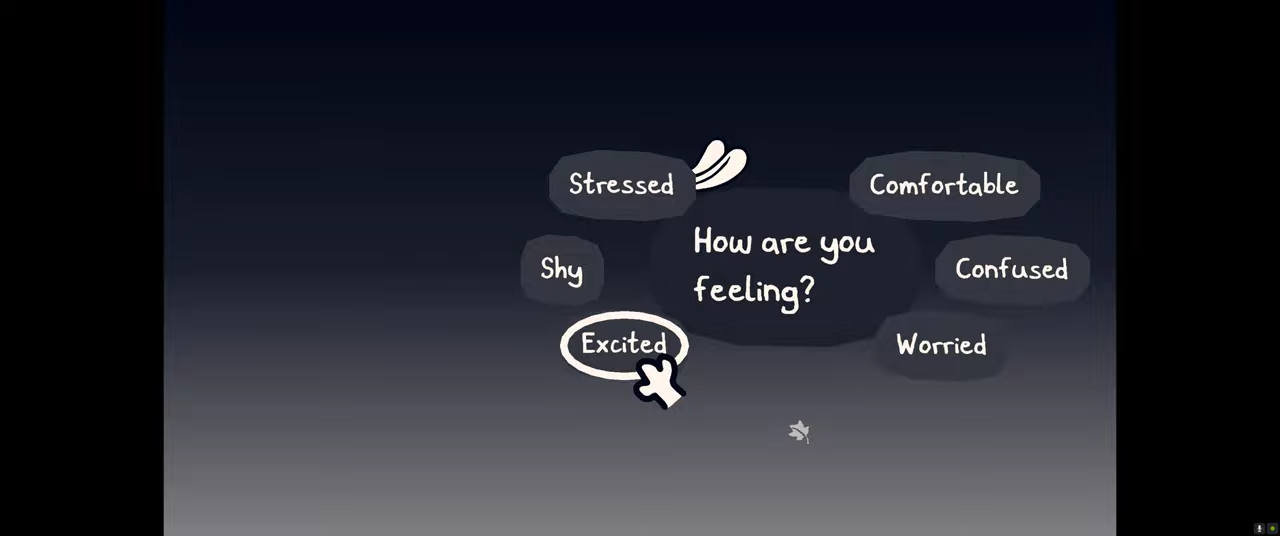 Stressed
Comfortable
How are you
feeling?
Shy
Confused
Excited
Worried